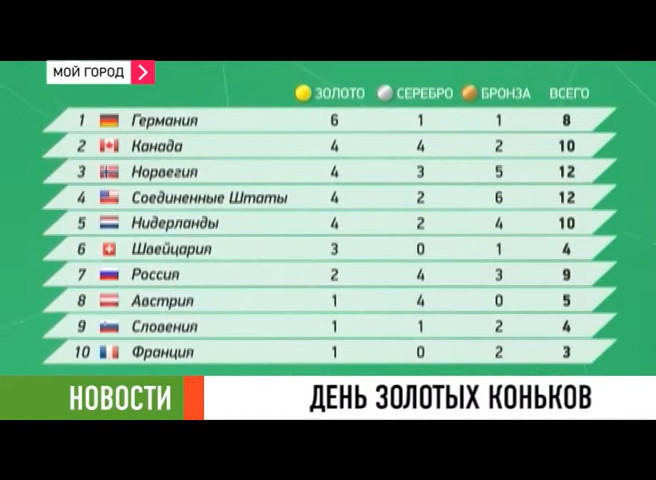 МОЙ ГОРОД
ЗОЛОТО СЕРЕБРО БРОНЗА ВСЕГО
1 Германия 6 1 1 8
2 Канада 4 4 2 10
3 Норвегия 4 3 5 12
4 Соединенные Штаты 4 2 6 12
5 Нидерланды 4 2 4 10
6 Швейцария 3 0 1 4
7 Россия 2 4 3 9
8 Австрия 1 4 0 5
9 Словения 1 1 2 4
10 Франция 1 0 2 3
НОВОСТИ ДЕНЬ ЗОЛОТЫХ КОНЬКОВ